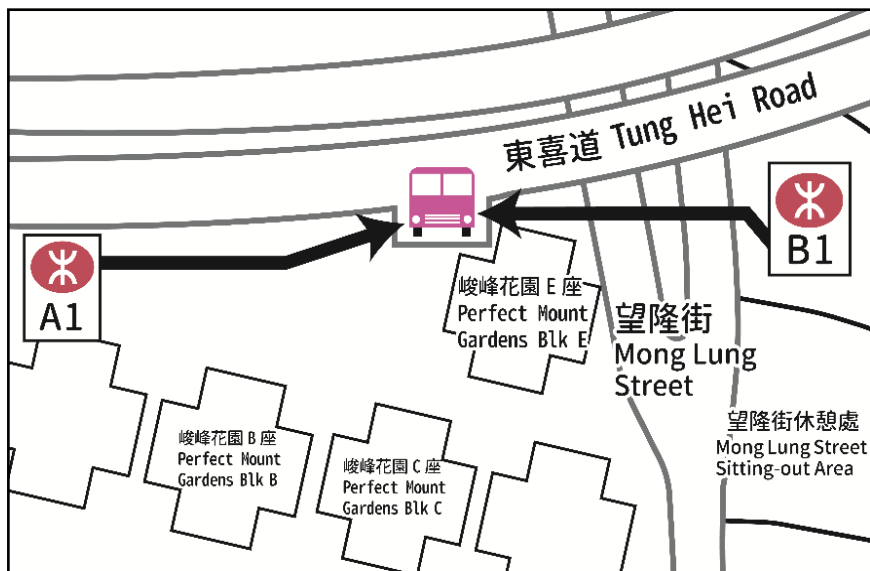 東喜道 Tung Hei Road
B1
A1
峻峰花園 E 座
Perfect Mount
Gardens Blk E
望隆街
Mong Lung
Street
望隆街休憩處
Mong Lung Street
Sitting-out Area
峻峰花園 B 座
Perfect Mount
Gardens Blk B
峻峰花園 C 座
Perfect Mount
Gardens Blk C